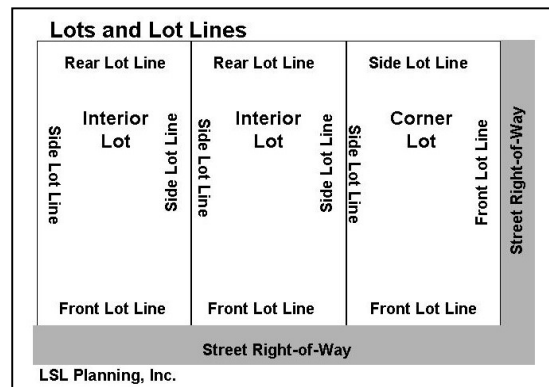 Lots and Lot Lines
Rear Lot Line
Rear Lot Line
Side Lot Line
Interior
Lot
Interior
Lot
Corner
Lot
Side Lot Line
Side Lot Line
Side Lot Line
Side Lot Line
Side Lot Line
Front Lot Line
Street Right-of-Way
Front Lot Line
Front Lot Line
Front Lot Line
Street Right-of-Way
LSL Planning, Inc.